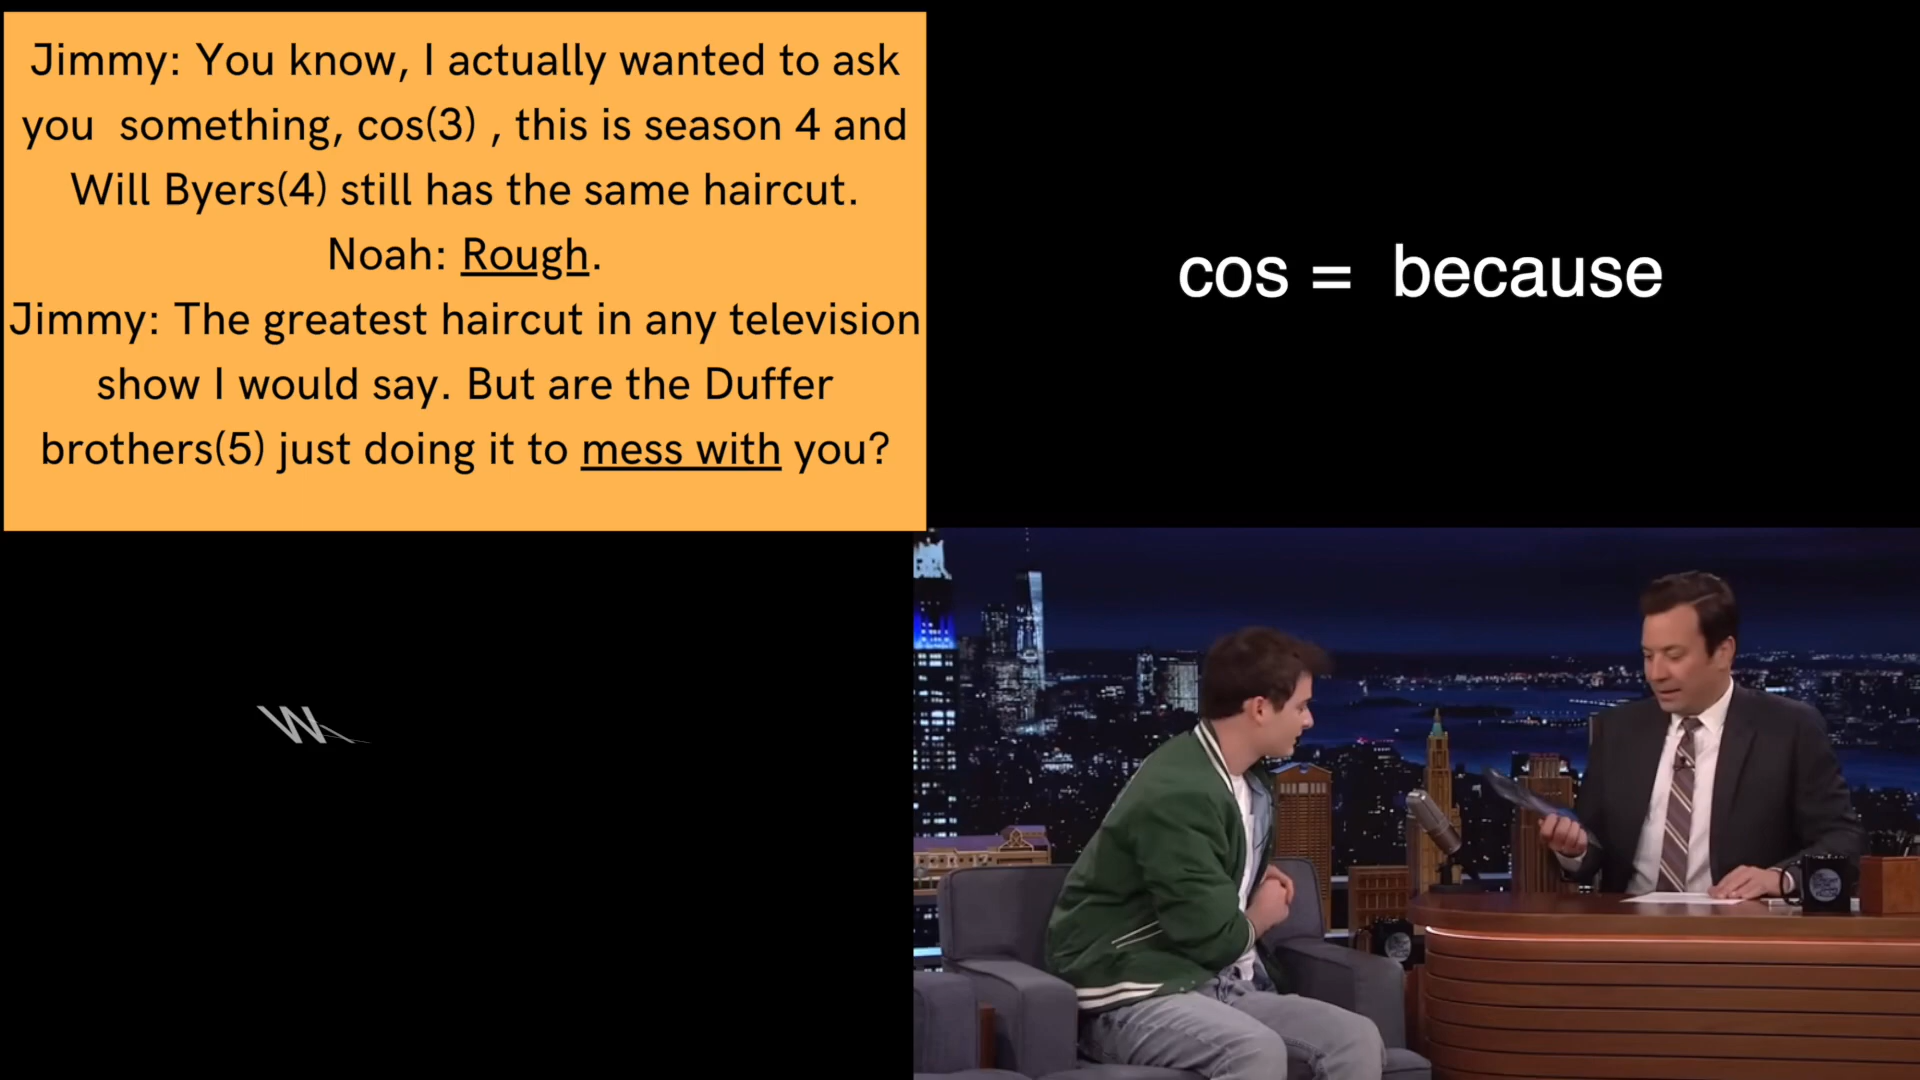 Jimmy: You know, I actually wanted to ask
you something, cos(3) , this is season 4 and
Will Byers(4) still has the same haircut.
Noah: Rough.
Jimmy: The greatest haircut in any television
show I would say. But are the Duffer
brothers(5) just doing it to mess with you?
cos = because
W